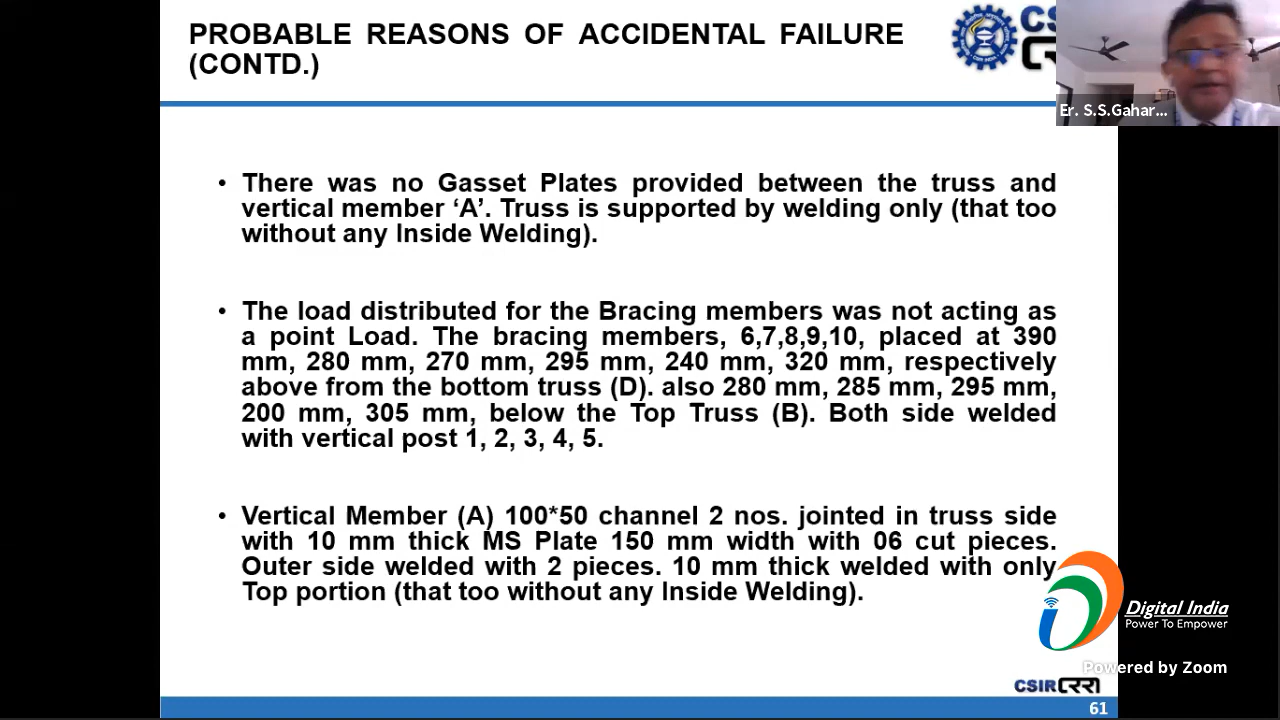 PROBABLE REASONS OF ACCIDENTAL FAILURE
(CONTD.)
Er. S.S.Gahar...
• There was no Gasset Plates provided between the truss and
vertical member ‘A’. Truss is supported by welding only (that too
without any Inside Welding).
• The load distributed for the Bracing members was not acting as
a point Load. The bracing members, 6,7,8,9,10, placed at 390
mm, 280 mm, 270 mm, 295 mm, 240 mm, 320 mm, respectively
above from the bottom truss (D). also 280 mm, 285 mm, 295 mm,
200 mm, 305 mm, below the Top Truss (B). Both side welded
with vertical post 1, 2, 3, 4, 5.
• Vertical Member (A) 100*50 channel 2 nos. jointed in truss side
with 10 mm thick MS Plate 150 mm width with 06 cut pieces.
Outer side welded with 2 pieces. 10 mm thick welded with only
Top portion (that too without any Inside Welding).
Digital India
Power To Empower
Powered by Zoom
CSIR CRRI
61